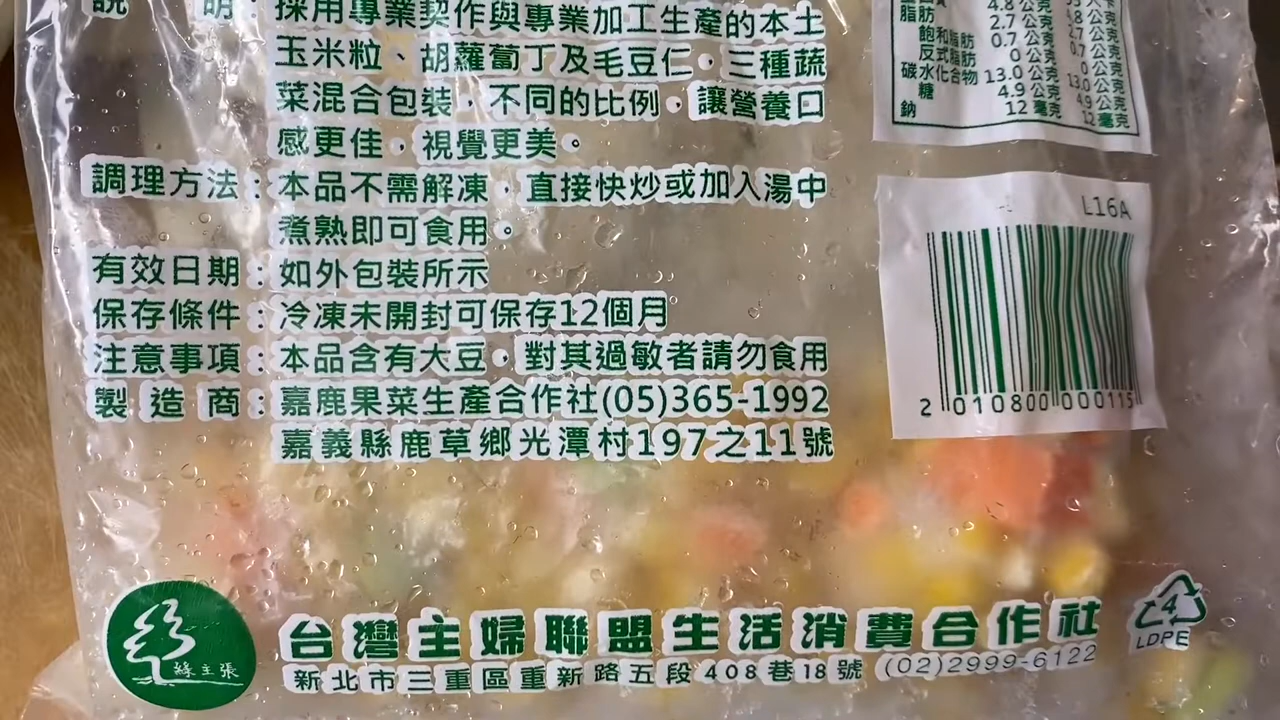 說 明：採用專業契作與專業加工生產的本土
玉米粒、胡蘿蔔丁及毛豆仁。三種蔬
菜混合包裝，不同的比例，讓營養口
感更佳，視覺更美。
調理方法：本品不需解凍，直接快炒或加入湯中
煮熟即可食用。
有效日期：如外包裝所示
保存條件：冷凍未開封可保存12個月
注意事項：本品含有大豆，對其過敏者請勿食用
製造商：嘉鹿果菜生產合作社(05)365-1992
嘉義縣鹿草鄉光潭村197之11號
4.8 公克
脂肪 2.7 公克 2.7 公克
飽和脂肪 0.7 公克 0.7 公克
反式脂肪 0 公克 0 公克
碳水化合物 13.0 公克 13.0 公克
糖 4.9 公克 4.9 公克
鈉 12 毫克 12 毫克
L16A
2 010800 000115
綠主張
台灣主婦聯盟生活消費合作社
新北市三重區重新路五段408巷18號 (02)2999-6122
4
LDPE